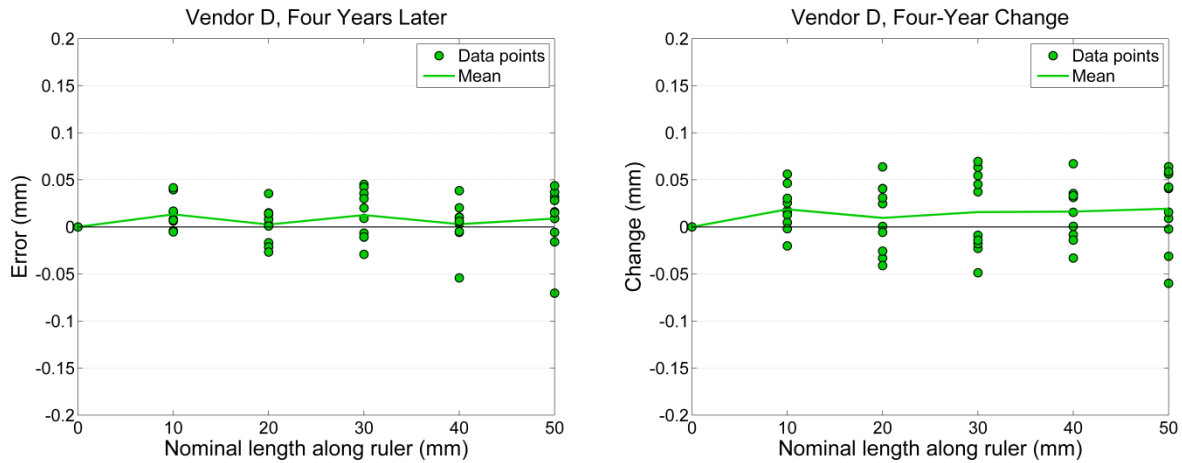 Vendor D, Four Years Later
0.2
0.15
0.1
0.05
0
-0.05
-0.1
-0.15
-0.2
Error (mm)
Data points
Mean
0 10 20 30 40 50
Nominal length along ruler (mm)
Vendor D, Four-Year Change
0.2
0.15
0.1
0.05
0
-0.05
-0.1
-0.15
-0.2
Change (mm)
Data points
Mean
0 10 20 30 40 50
Nominal length along ruler (mm)